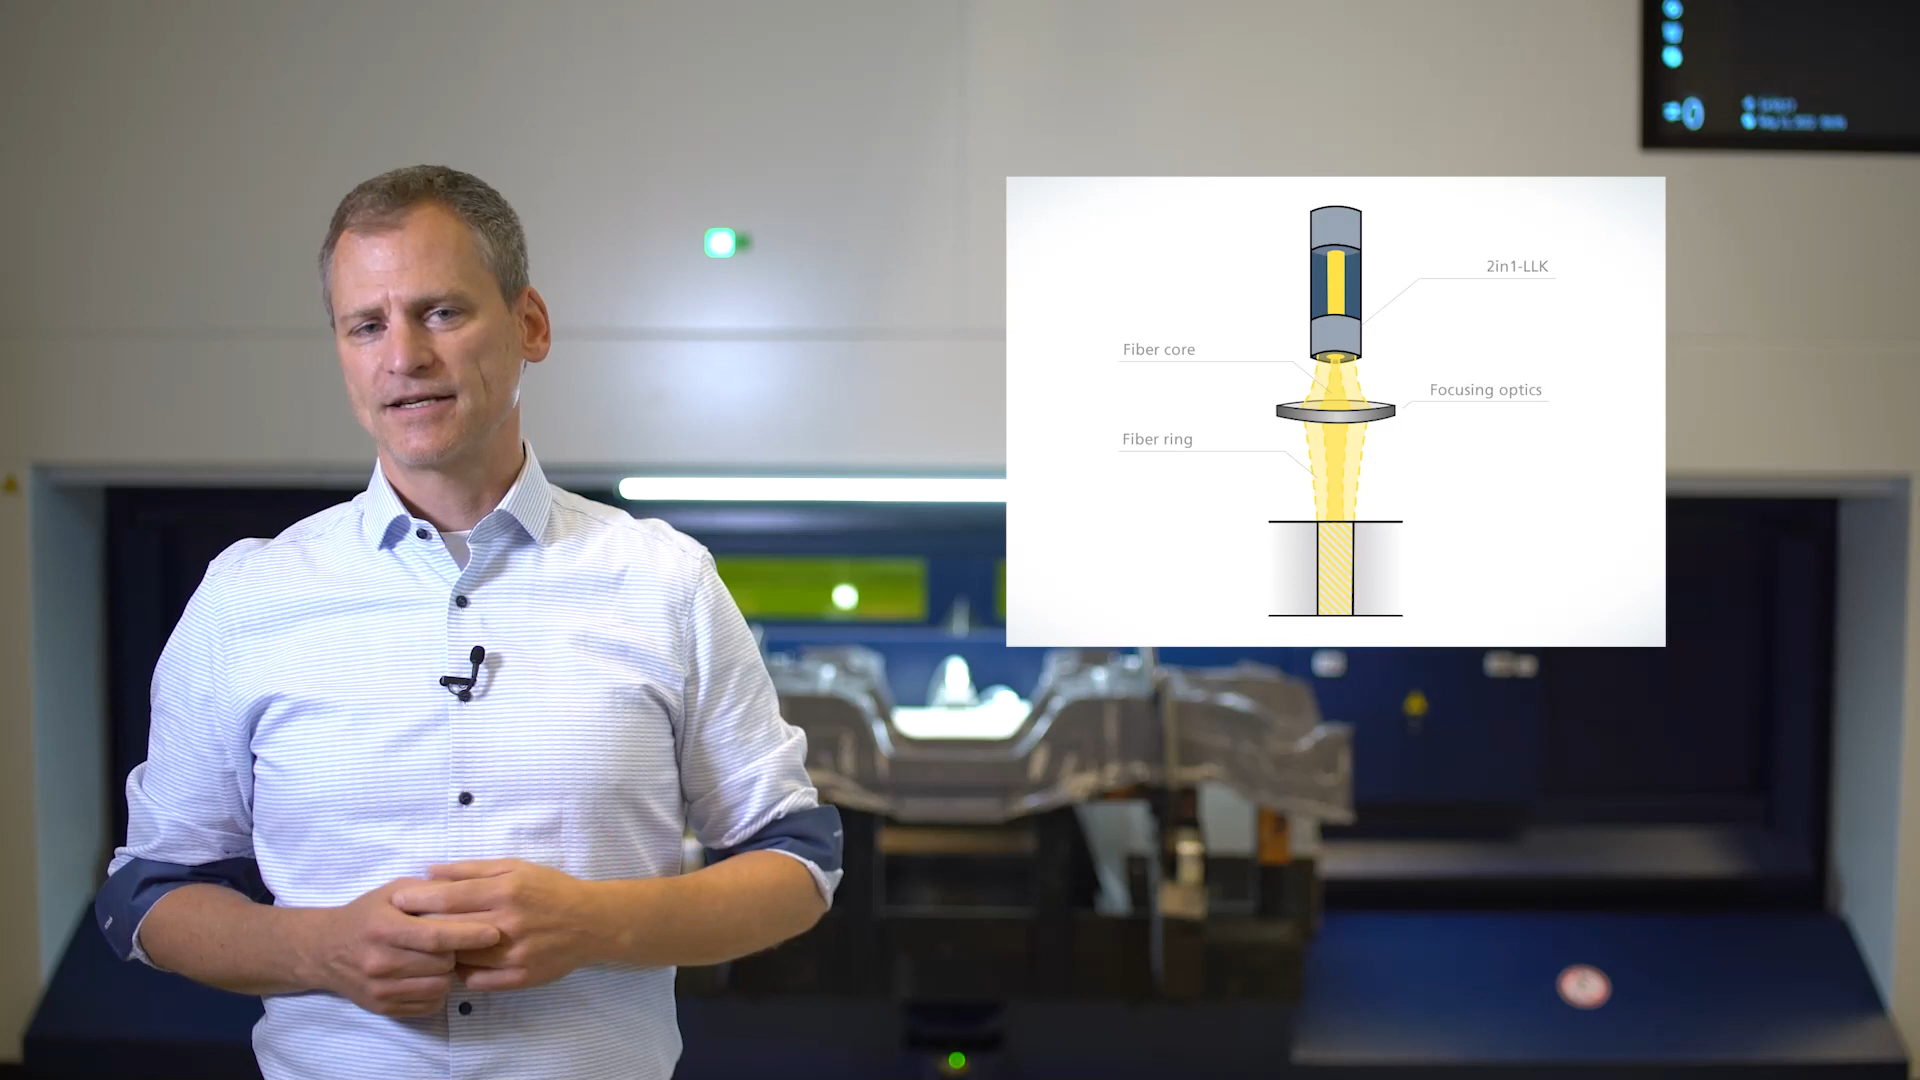 2in1-LLK
Fiber core
Focusing optics
Fiber ring